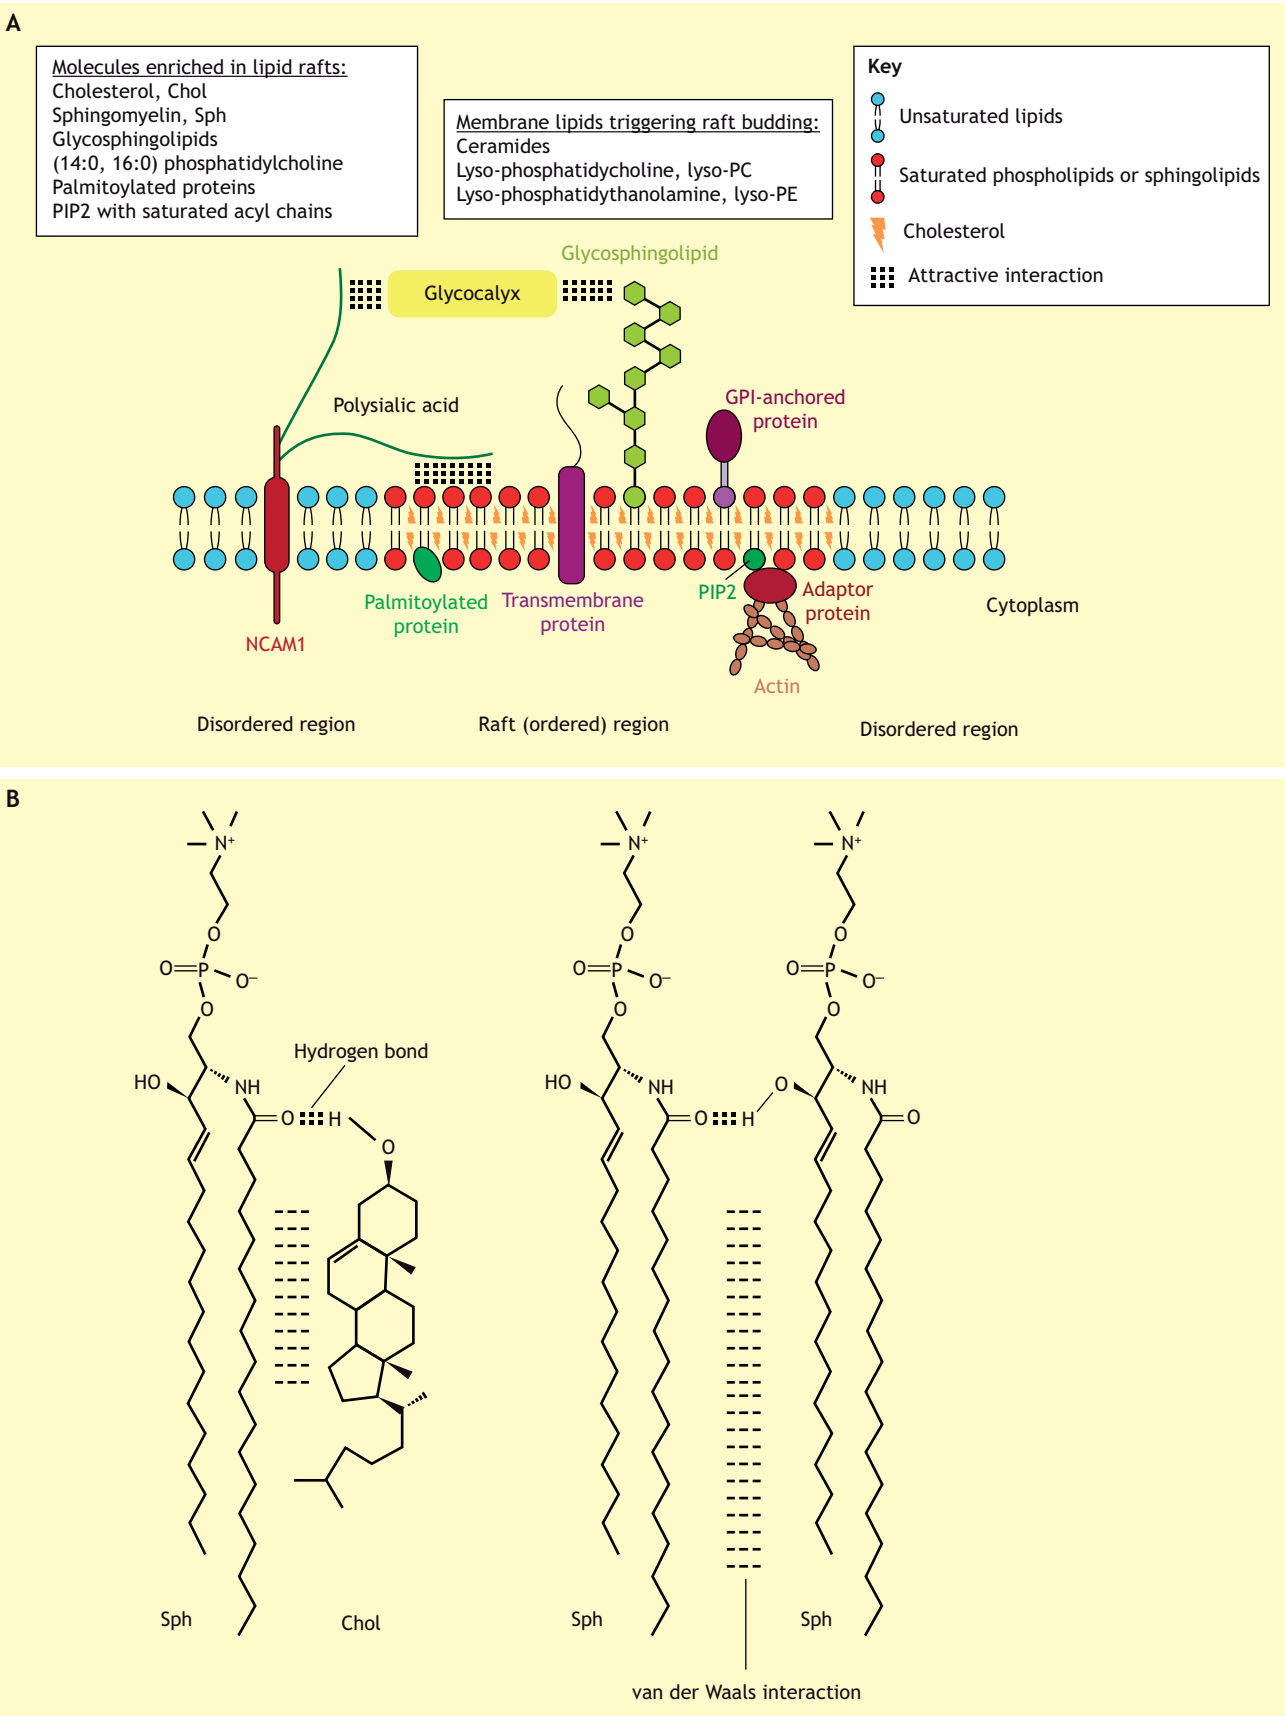 A
Molecules enriched in lipid rafts:
Cholesterol, Chol
Sphingomyelin, Sph
Glycosphingolipids
(14:0, 16:0) phosphatidylcholine
Palmitoylated proteins
PIP2 with saturated acyl chains
Membrane lipids triggering raft budding:
Ceramides
Lyso-phosphatidycholine, lyso-PC
Lyso-phosphatidythanolamine, lyso-PE
Key
Unsaturated lipids
Saturated phospholipids or sphingolipids
Cholesterol
Attractive interaction
Glycosphingolipid
Glycocalyx
Polysialic acid
GPI-anchored
protein
NCAM1
Palmitoylated
protein
Transmembrane
protein
PIP2
Adaptor
protein
Actin
Cytoplasm
Disordered region
Raft (ordered) region
Disordered region
B
N+
O
O
P
O–
O
HO
NH
O
Hydrogen bond
H
O
Sph
Chol
N+
O
O
P
O–
O
HO
NH
O
H
N+
O
O
P
O–
O
O
NH
O
Sph
Sph
van der Waals interaction